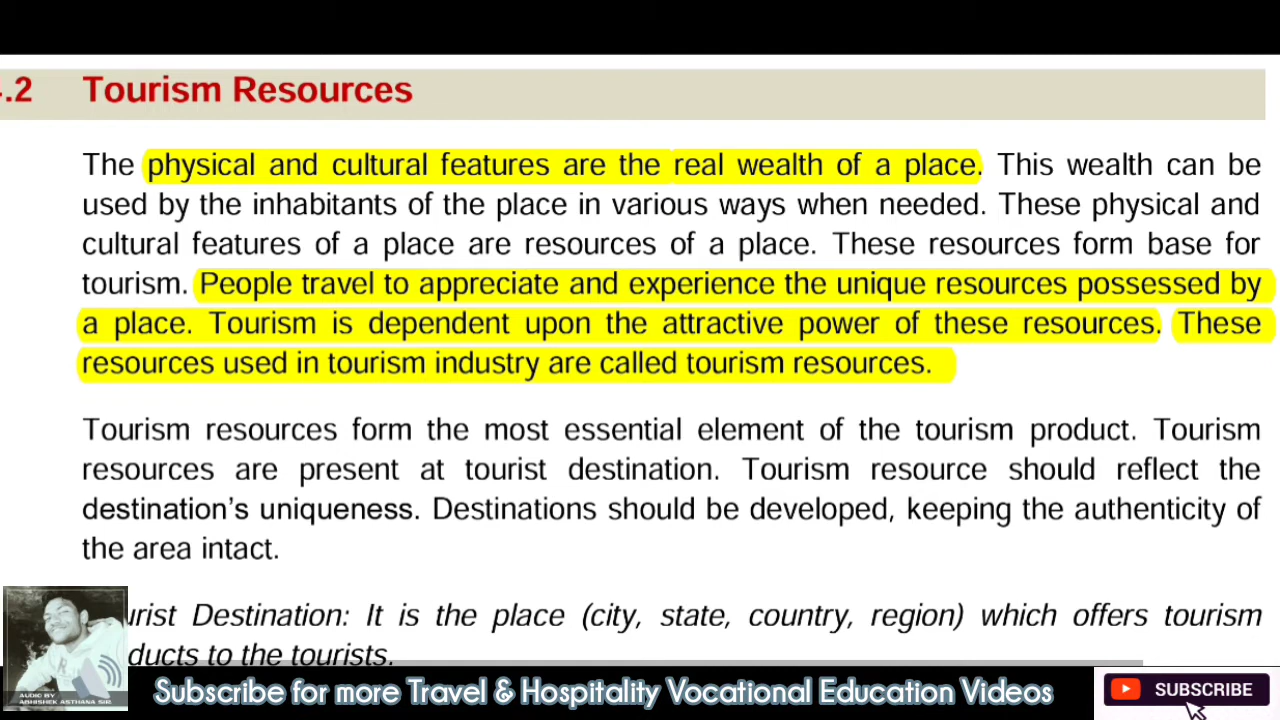 .2 Tourism Resources
The physical and cultural features are the real wealth of a place. This wealth can be
used by the inhabitants of the place in various ways when needed. These physical and
cultural features of a place are resources of a place. These resources form base for
tourism. People travel to appreciate and experience the unique resources possessed by
a place. Tourism is dependent upon the attractive power of these resources. These
resources used in tourism industry are called tourism resources.
Tourism resources form the most essential element of the tourism product. Tourism
resources are present at tourist destination. Tourism resource should reflect the
destination's uniqueness. Destinations should be developed, keeping the authenticity of
the area intact.
urist Destination: It is the place (city, state, country, region) which offers tourism
ducts to the tourists.
AUDIO BY
ABHISHEK ASTHANA SIR
Subscribe for more Travel & Hospitality Vocational Education Videos
SUBSCRIBE